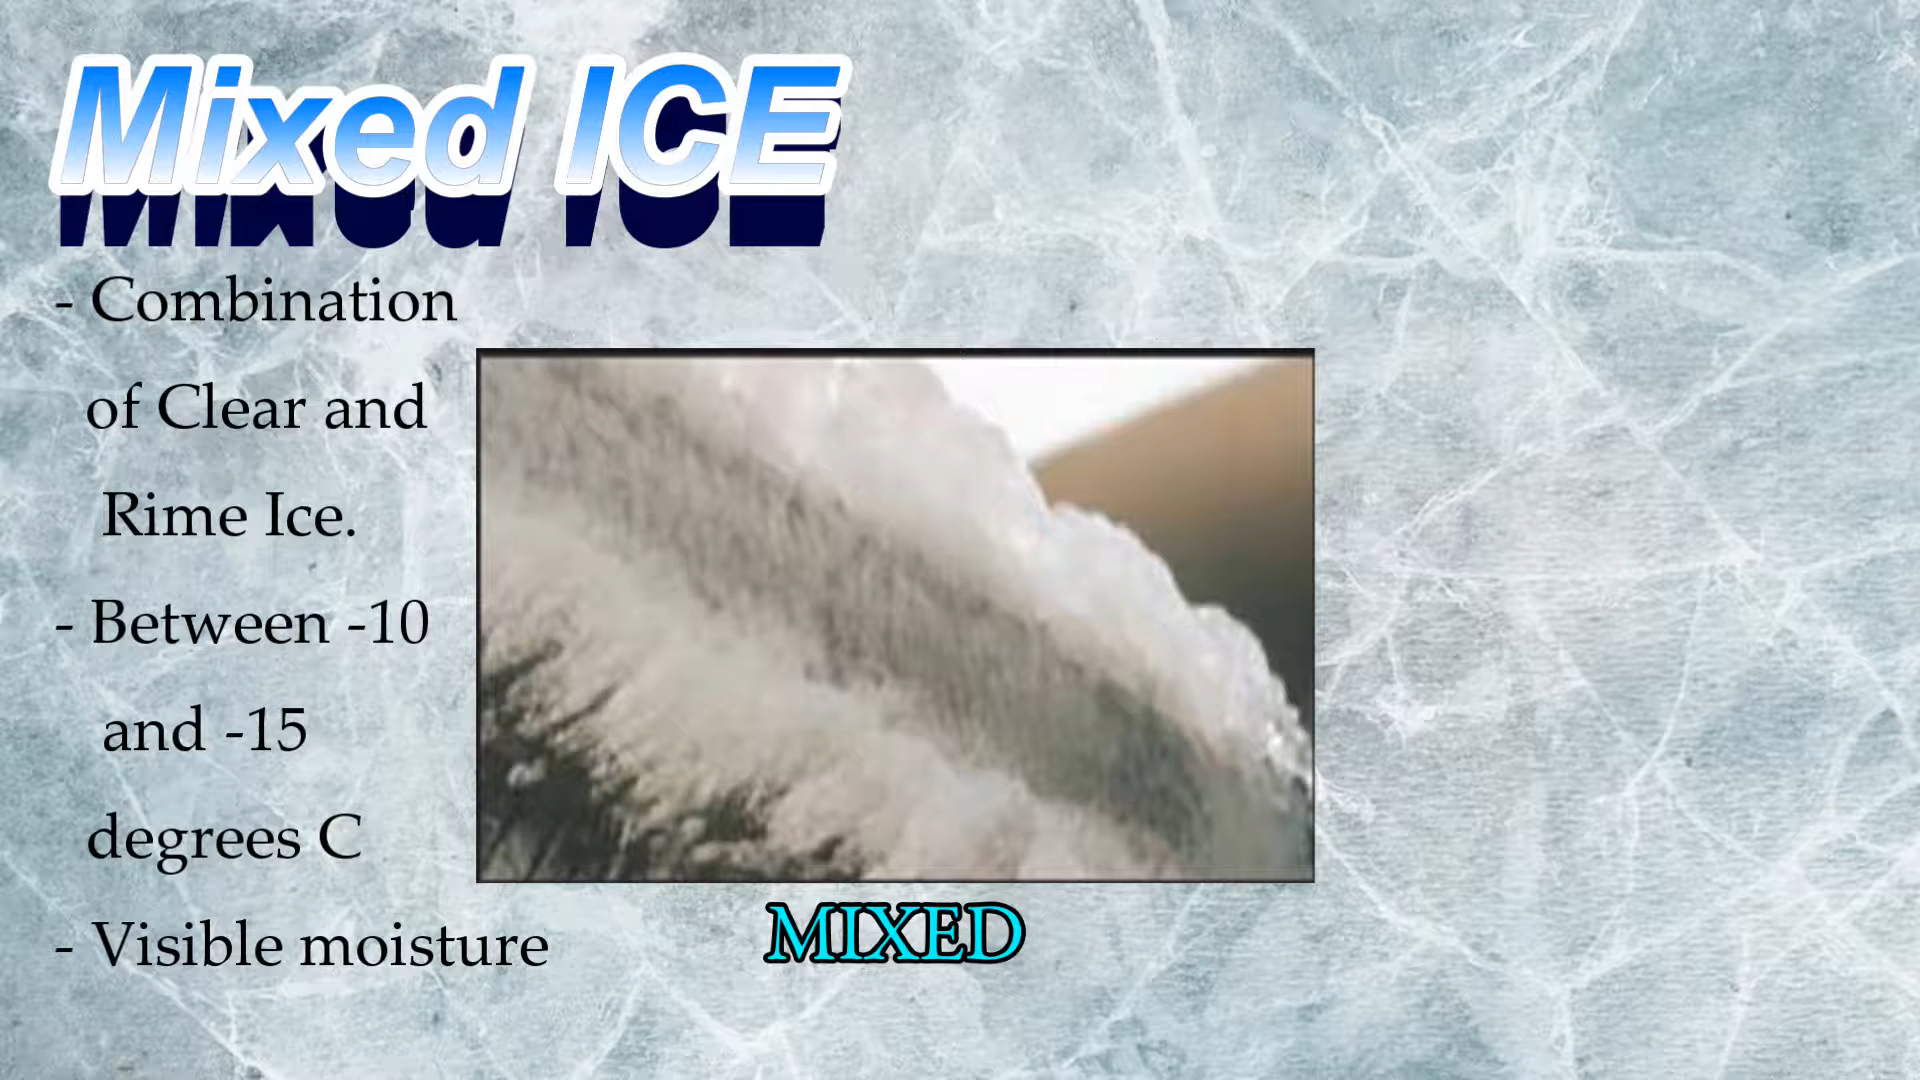 Mixed ICE
- Combination
of Clear and
Rime Ice.
- Between -10
and -15
degrees C
- Visible moisture
MIXED